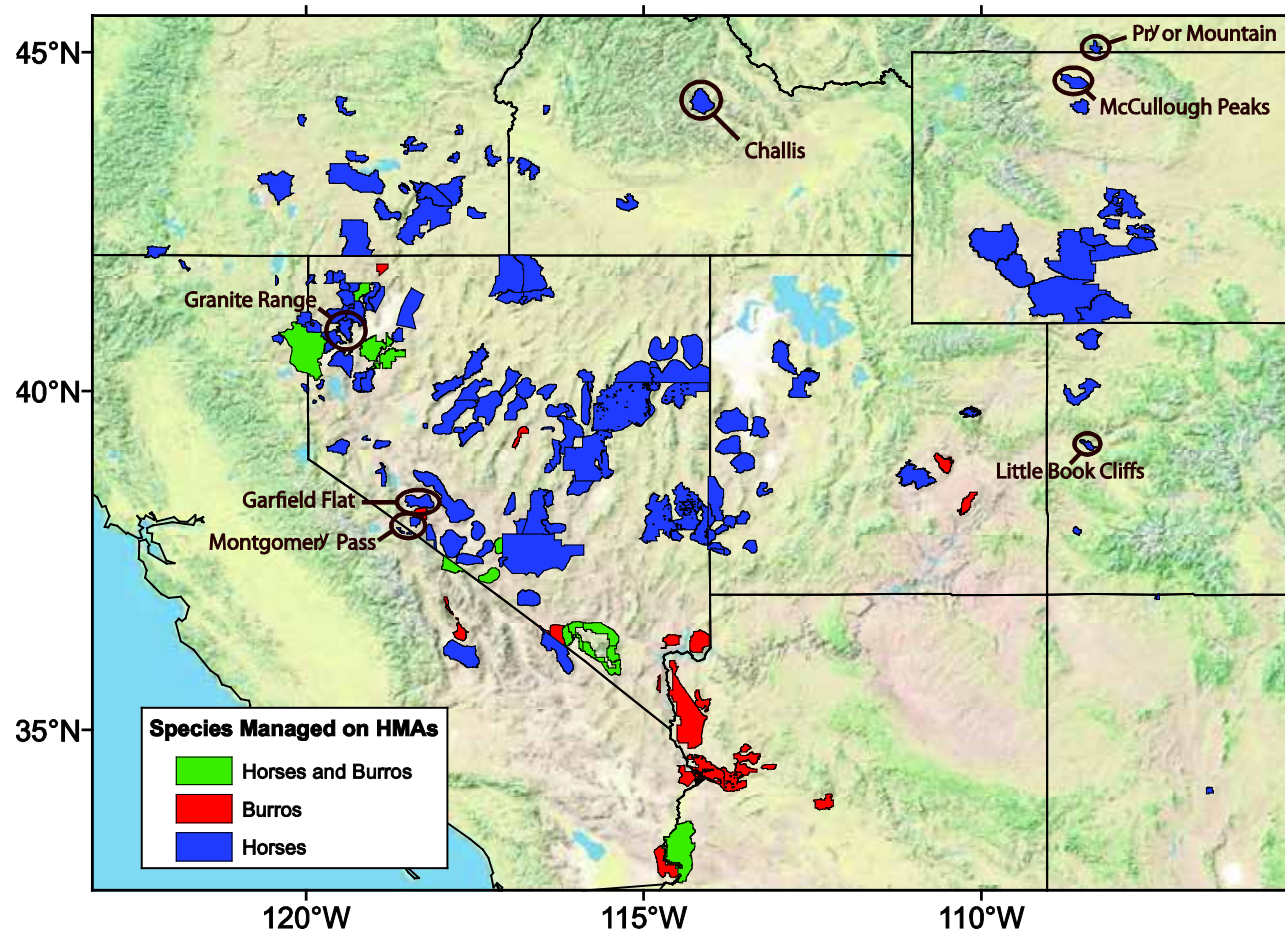 45°N
Pryor Mountain
McCullough Peaks
Challis
Granite Range
40°N
Little Book Cliffs
Garfield Flat
Montgomery Pass
35°N
Species Managed on HMAs
Horses and Burros
Burros
Horses
120°W
115°W
110°W